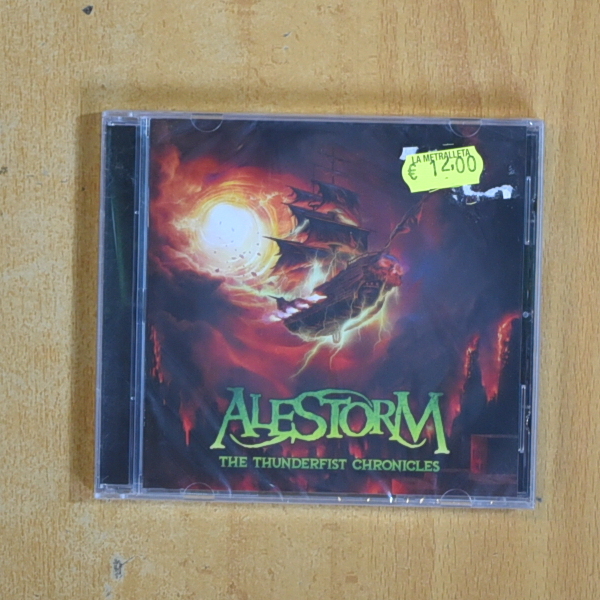 LA METRALLETA
€ 12,00
ALESTORM
THE THUNDERFIST CHRONICLES